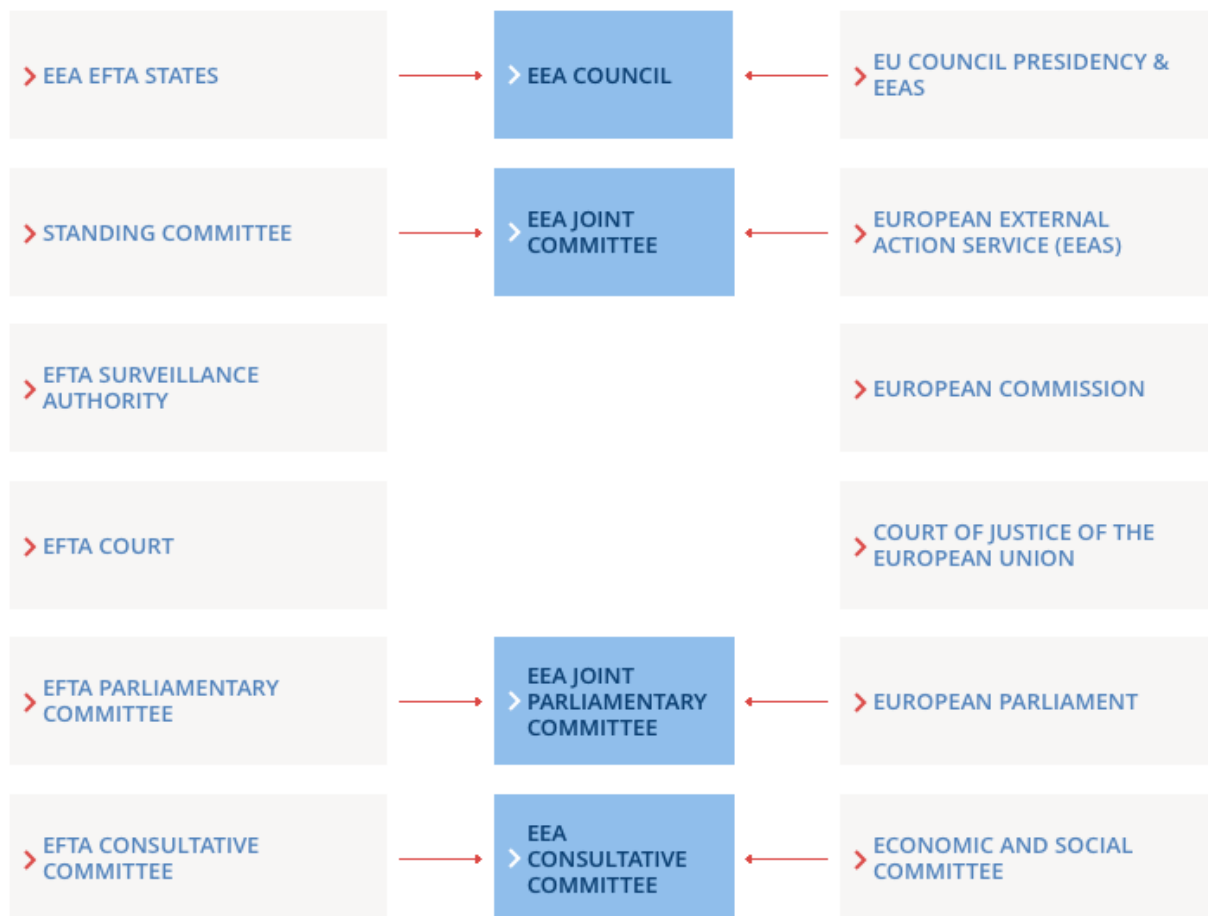 EEA EFTA STATES
EEA COUNCIL
EU COUNCIL PRESIDENCY &
EEAS
STANDING COMMITTEE
EEA JOINT
COMMITTEE
EUROPEAN EXTERNAL
ACTION SERVICE (EEAS)
EFTA SURVEILLANCE
AUTHORITY
EUROPEAN COMMISSION
EFTA COURT
COURT OF JUSTICE OF THE
EUROPEAN UNION
EFTA PARLIAMENTARY
COMMITTEE
EEA JOINT
PARLIAMENTARY
COMMITTEE
EUROPEAN PARLIAMENT
EFTA CONSULTATIVE
COMMITTEE
EEA
CONSULTATIVE
COMMITTEE
ECONOMIC AND SOCIAL
COMMITTEE